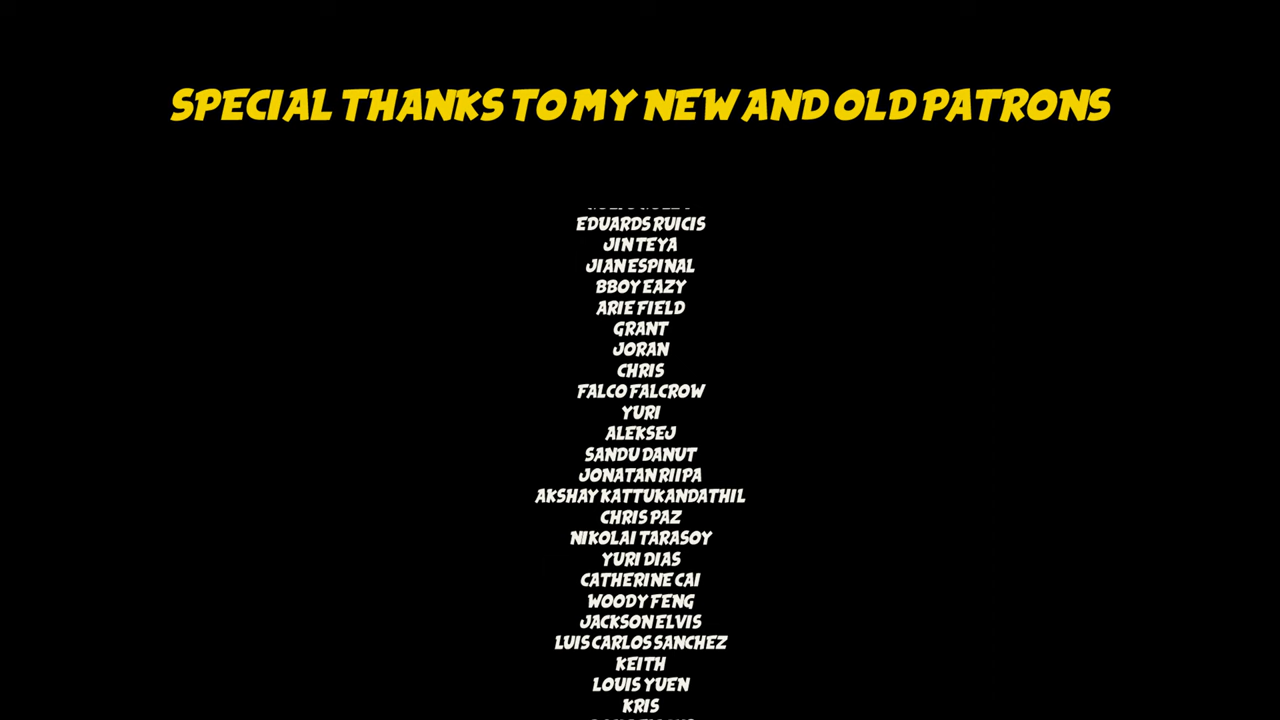 SPECIAL THANKS TO MY NEW AND OLD PATRONS
EDUARDS RUICIS
JIN TEYA
JIAN ESPINAL
BBOY EAZY
ARIE FIELD
GRANT
JORAN
CHRIS
FALCO FALCROW
YURI
ALEKSEJ
SANDU DANUT
JONATAN RIIPA
AKSHAY KATTUKANDATHIL
CHRIS PAZ
NIKOLAI TARASOY
YURI DIAS
CATHERINE CAI
WOODY FENG
JACKSON ELVIS
LUIS CARLOS SANCHEZ
KEITH
LOUIS YUEN
KRIS